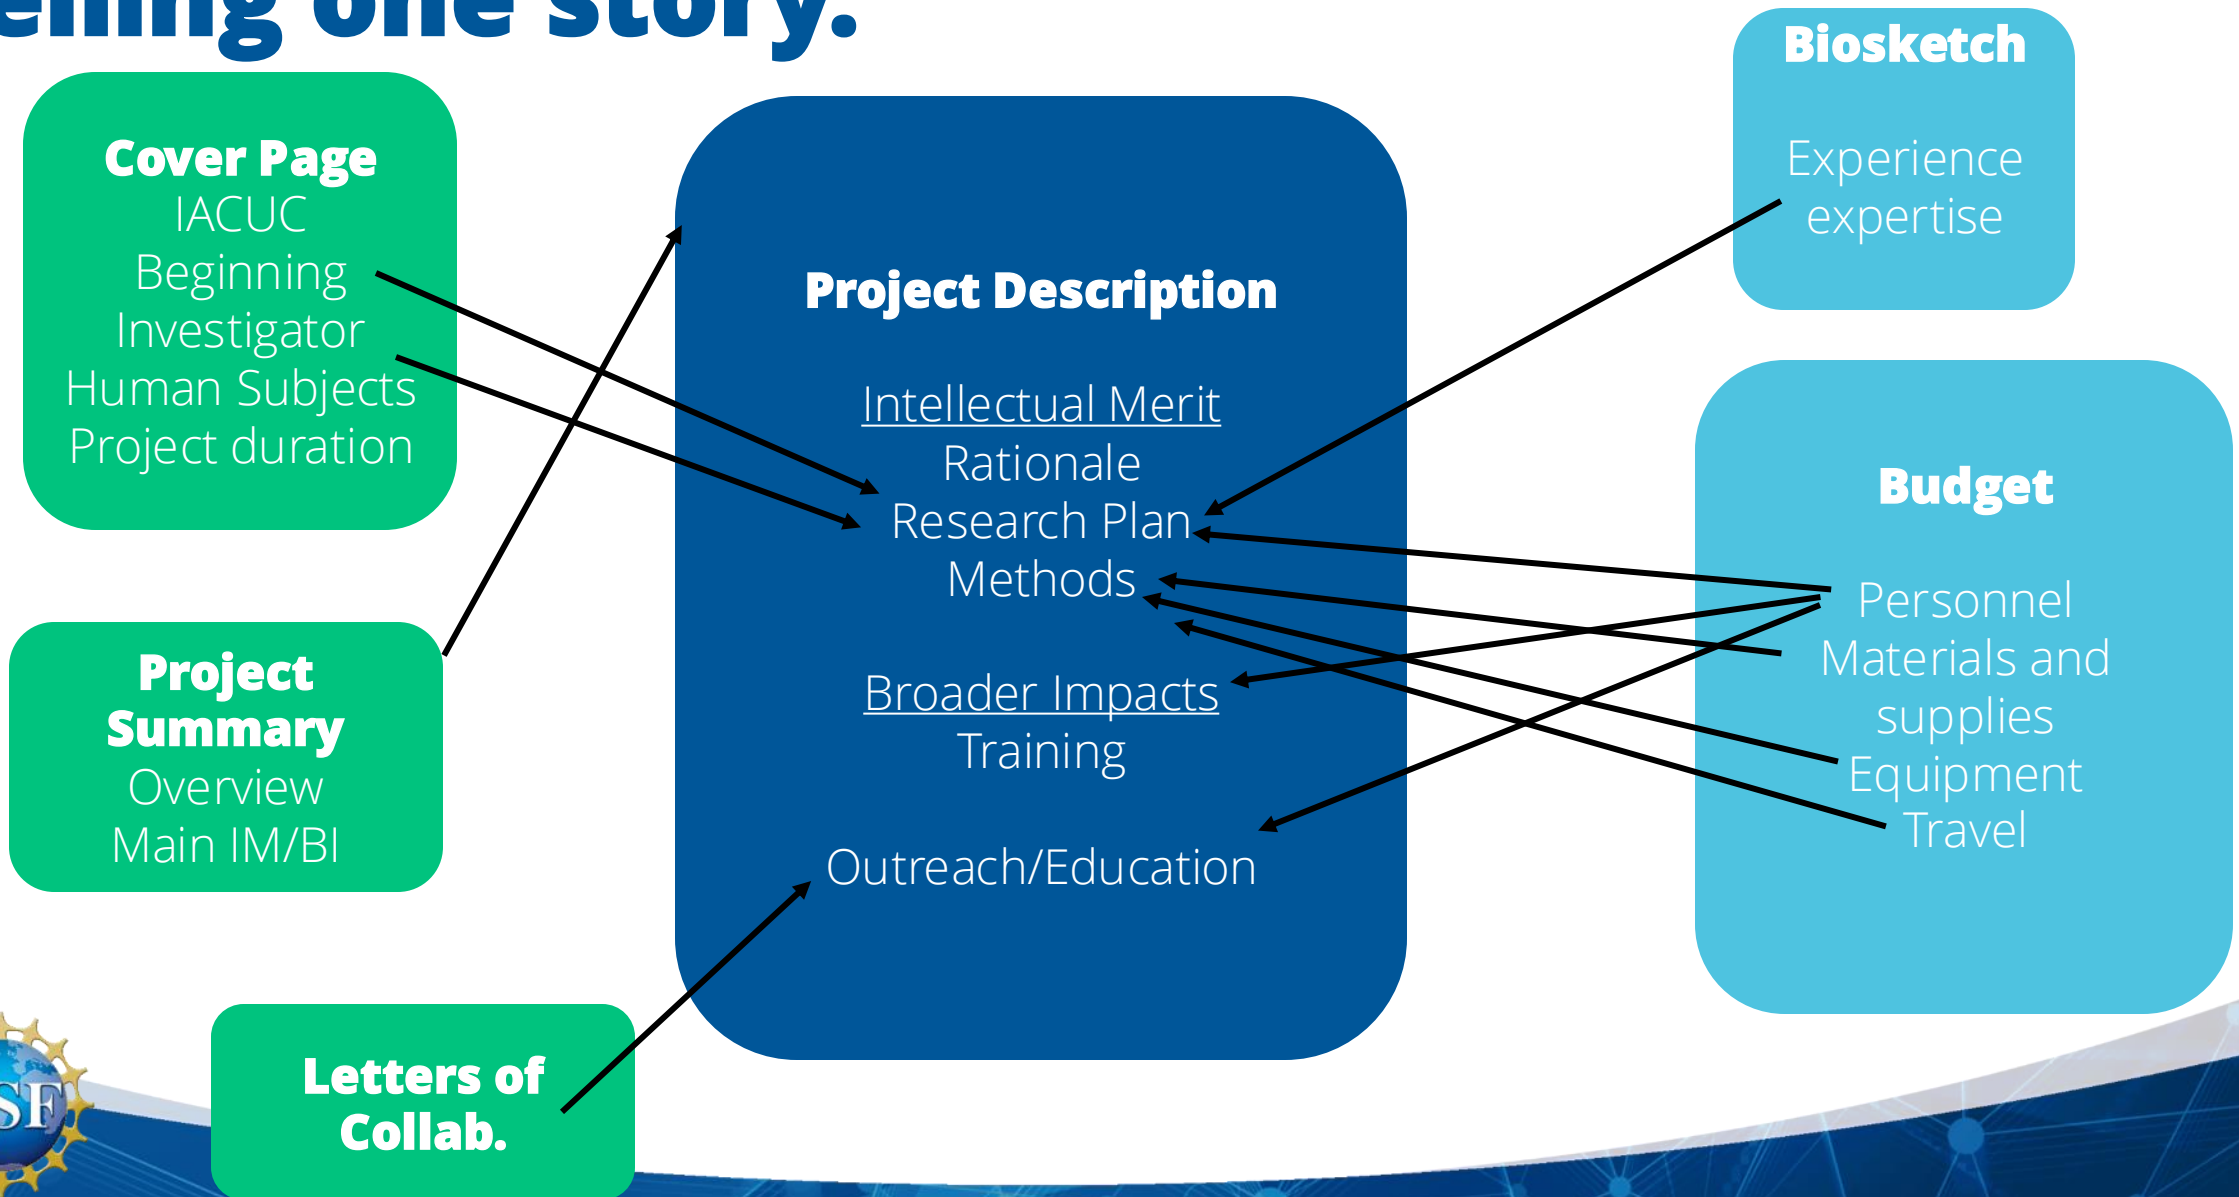 one story.
Cover Page
IACUC
Beginning
Investigator
Human Subjects
Project duration
Project
Summary
Overview
Main IM/BI
Letters of
Collab.
Project Description
Intellectual Merit
Rationale
Research Plan
Methods
Broader Impacts
Training
Outreach/Education
Biosketch
Experience
expertise
Budget
Personnel
Materials and
supplies
Equipment
Travel
SF